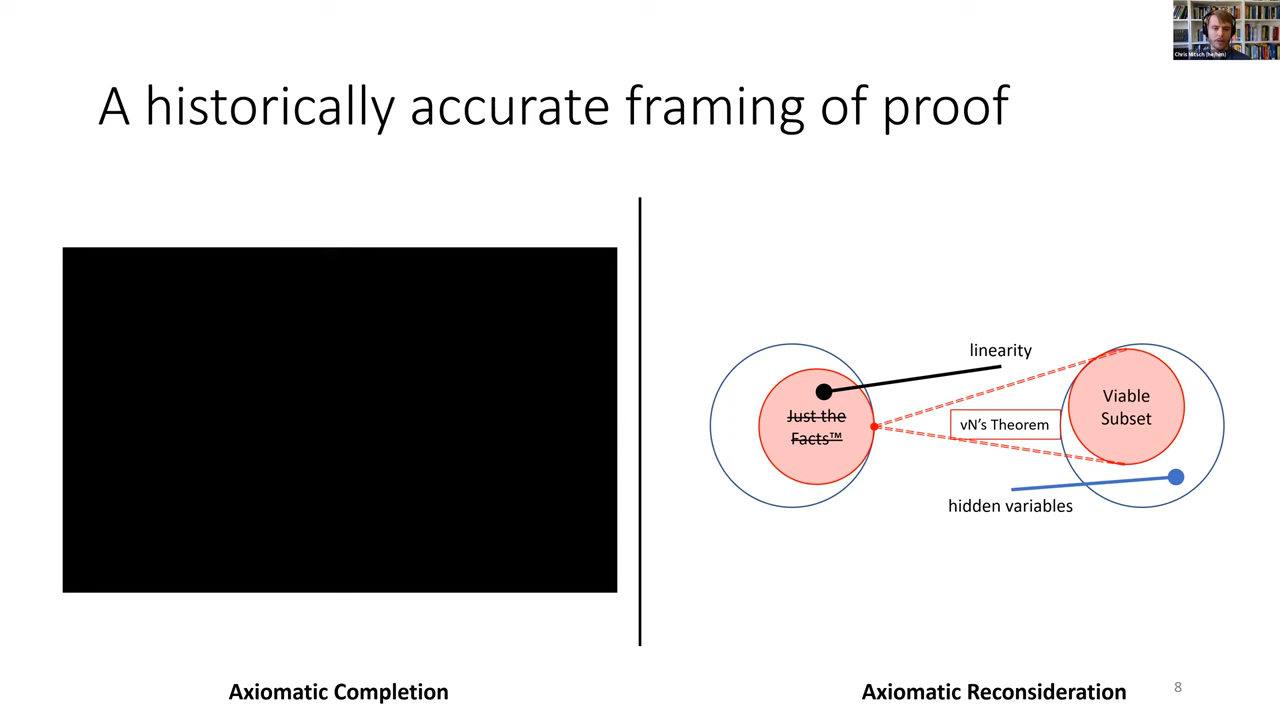 A historically accurate framing of proof
linearity
Just the
Facts™
vN's Theorem
Viable
Subset
hidden variables
Axiomatic Completion
Axiomatic Reconsideration
8